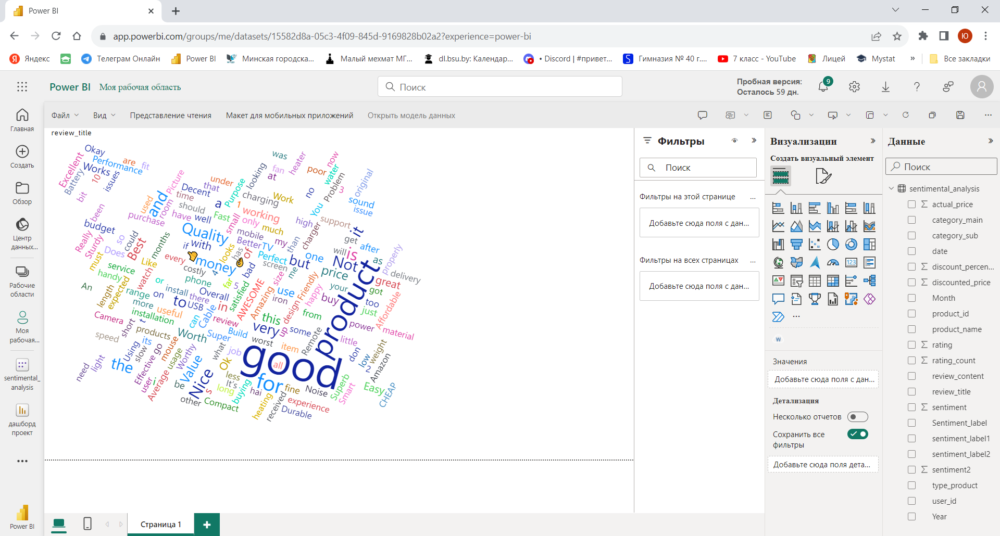 Power BI
app.powerbi.com/groups/me/datasets/15582d8a-05c3-4f09-845d-9169828b02a2?experience=power-bi
Ю
Яндекс
Телеграм Онлайн
Power BI
Минская городска...
Малый мехмат МГ...
dl.bsu.by: Календар...
• Discord | #привет...
Гимназия № 40 г....
7 класс - YouTube
Лицей
Mystat
»
Все закладки
Power BI
Моя рабочая область
Поиск
Пробная версия:
Осталось 59 дн.
9
Файл
Вид
Представление чтения
Макет для мобильных приложений
Открыть модель данных
Главная
Создать
Обзор
Центр
данных...
Рабочие
области
Моя
рабочая...
sentimental_
analysis
дашборд
проект
Power BI
review_title
Okay
Performance
are
fit
Excellent
Battery
Works
10
issues
bit
Picture
was
fan
heater
poor
now
water
at
looking
Problem
original
no
3
under
that
Decent
time
Purpose
charging
Work
sound
issue
used
and
room
should
a
1
working
You
been
purchase
have
well
Fast
small
only
much
high
support
it
budget
Quality
mobile
charger
Really
Sturdy
so
could
months
if
with
Better
TV
my
than
get
after
properly
Does
Best
looks
has
of
Perfect
one
will
is
as
must
Like
every
money
screen
but
Not
service
costly
4
bad
size
me
price
product
delivery
handy
watch
phone
far
5
Friendly
great
An
or
install
Overall
satisfied
AWESOME
Amazing
use
your
got
length
expected
range
on
there
to
USB
in
iron
design
happy
buy
too
Affordable
more
useful
can
Cable
just
Camera
installation
review
this
from
short
t
Super
Build
very
up
some
power
material
speed
products
Worth
its
worst
item
Remote
little
Using
slow
mouse
what
job
weight
don
low
need
light
the
Effective
go
usage
Worthy
Value
Ok
good
all
2
Amazon
user
i
Average
be
Nice
less
It's
for
fine
Noise
Superb
Smart
Easy
CHEAP
s
long
buying
hai
other
Compact
heating
received
experience
Durable
Фильтры
Поиск
Фильтры на этой странице
...
Добавьте сюда поля с дан...
Фильтры на всех страницах
...
Добавьте сюда поля с дан...
Визуализации
Создать визуальный элемент
123
W
Значения
Добавьте сюда поля с дан...
Детализация
Несколько отчетов
Сохранить все
фильтры
Добавьте сюда поля дета...
Данные
Поиск
sentimental_analysis
actual_price
category_main
category_sub
date
discount_percen...
discounted_price
Month
product_id
product_name
rating
rating_count
review_content
review_title
sentiment
Sentiment_label
sentiment_label1
sentiment_label2
sentiment2
type_product
user_id
Year
Страница 1